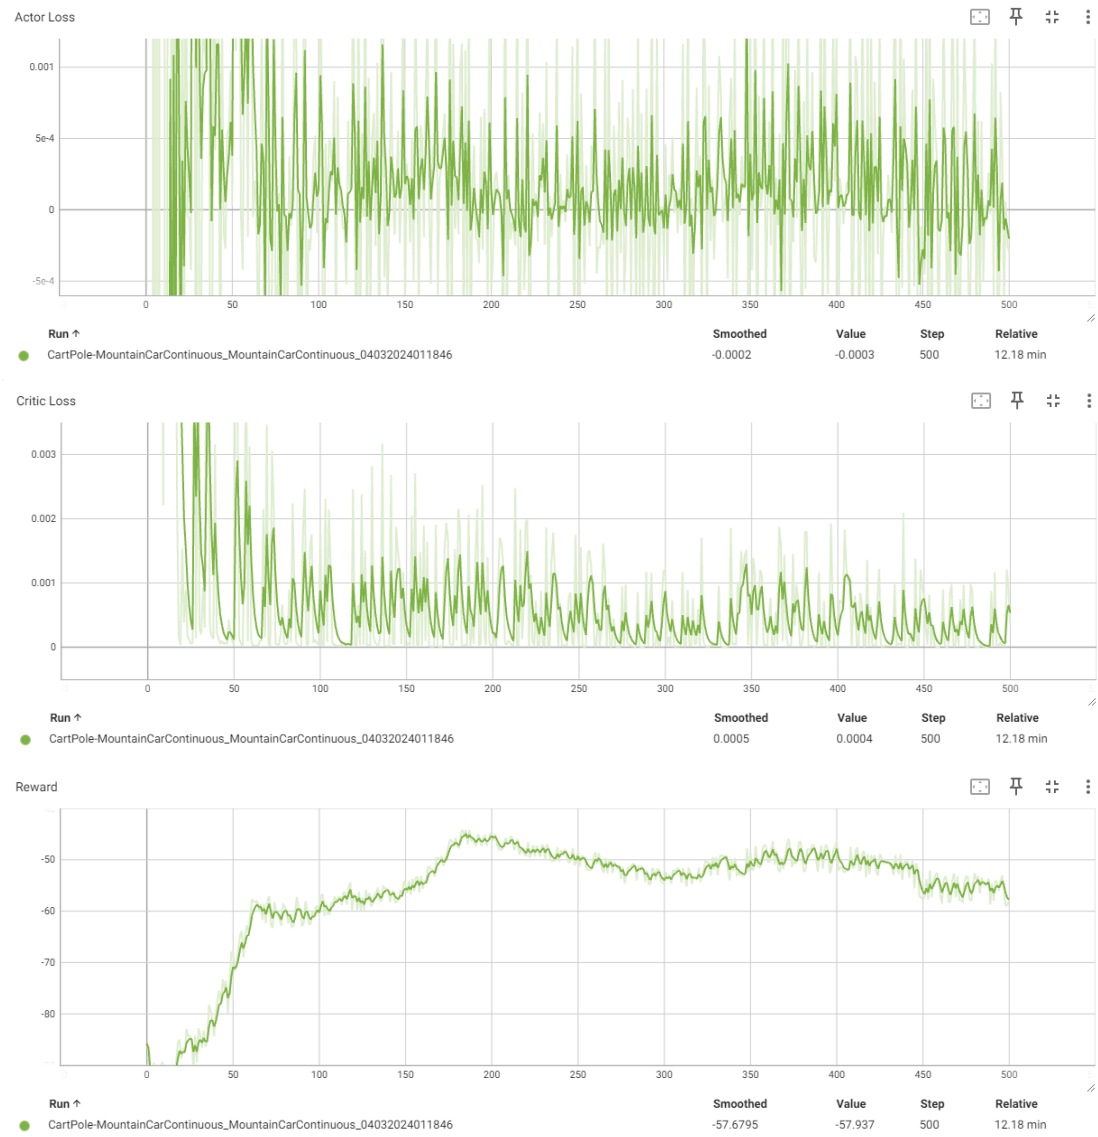 Actor Loss
0.001
5e-4
0
-5e-4
0 50 100 150 200 250 300 350 400 450 500
Run ↑ Smoothed Value Step Relative
CartPole-MountainCarContinuous_MountainCarContinuous_04032024011846 -0.0002 -0.0003 500 12.18 min
Critic Loss
0.003
0.002
0.001
0
0 50 100 150 200 250 300 350 400 450 500
Run ↑ Smoothed Value Step Relative
CartPole-MountainCarContinuous_MountainCarContinuous_04032024011846 0.0005 0.0004 500 12.18 min
Reward
-50
-60
-70
-80
0 50 100 150 200 250 300 350 400 450 500
Run ↑ Smoothed Value Step Relative
CartPole-MountainCarContinuous_MountainCarContinuous_04032024011846 -57.6795 -57.937 500 12.18 min